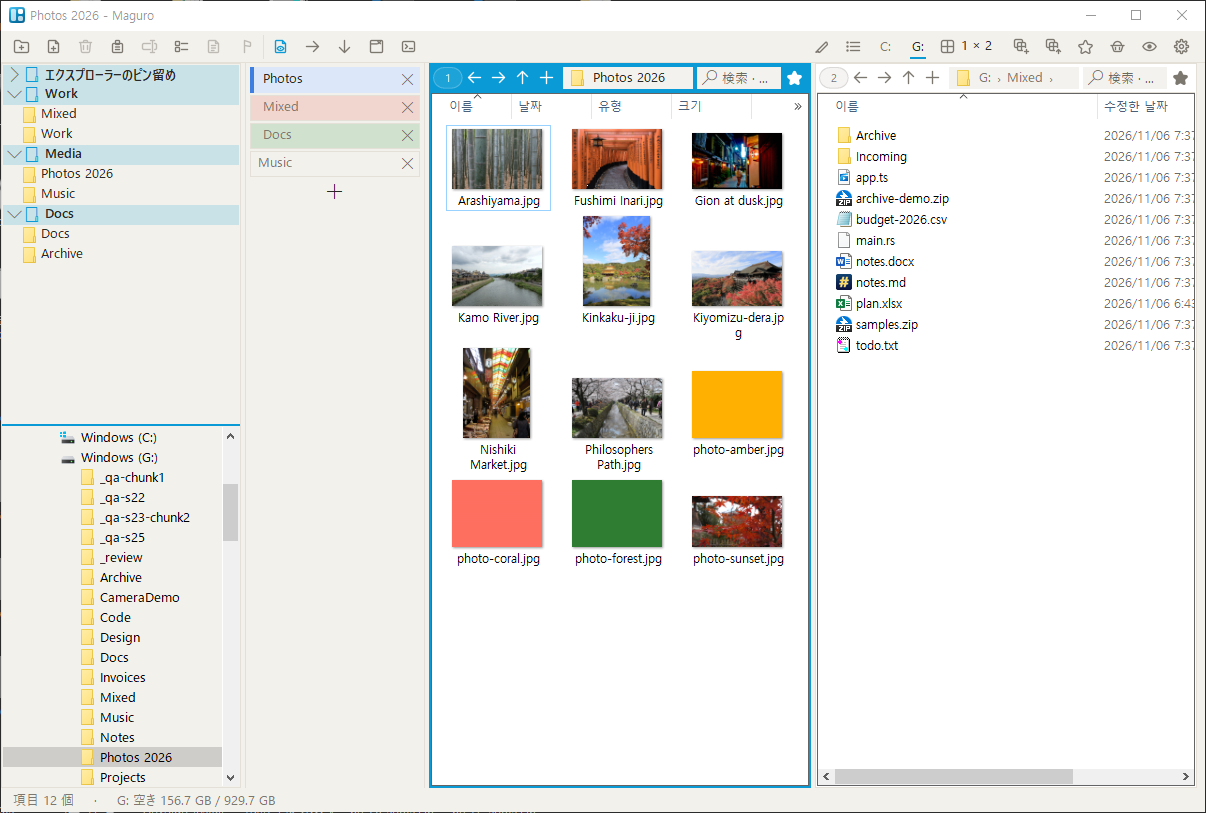 Photos 2026 - Maguro
C:
G:
1 × 2
エクスプローラーのピン留め
Work
Mixed
Work
Media
Photos 2026
Music
Docs
Docs
Archive
Windows (C:)
Windows (G:)
_qa-chunk1
_qa-s22
_qa-s23-chunk2
_qa-s25
_review
Archive
CameraDemo
Code
Design
Docs
Invoices
Mixed
Music
Notes
Photos 2026
Projects
Photos
Mixed
Docs
Music
1
Photos 2026
検索 · ...
이름
날짜
유형
크기
»
Arashiyama.jpg
Fushimi Inari.jpg
Gion at dusk.jpg
Kamo River.jpg
Kinkaku-ji.jpg
Kiyomizu-dera.jp
g
Nishiki
Market.jpg
Philosophers
Path.jpg
photo-amber.jpg
photo-coral.jpg
photo-forest.jpg
photo-sunset.jpg
2
G: › Mixed ›
検索 · ...
이름
수정한 날짜
Archive 2026/11/06 7:37
Incoming 2026/11/06 7:37
app.ts 2026/11/06 7:37
archive-demo.zip 2026/11/06 7:37
budget-2026.csv 2026/11/06 7:37
main.rs 2026/11/06 7:37
notes.docx 2026/11/06 7:37
notes.md 2026/11/06 7:37
plan.xlsx 2026/11/06 6:43
samples.zip 2026/11/06 7:37
todo.txt 2026/11/06 7:37
項目 12 個 · G: 空き 156.7 GB / 929.7 GB